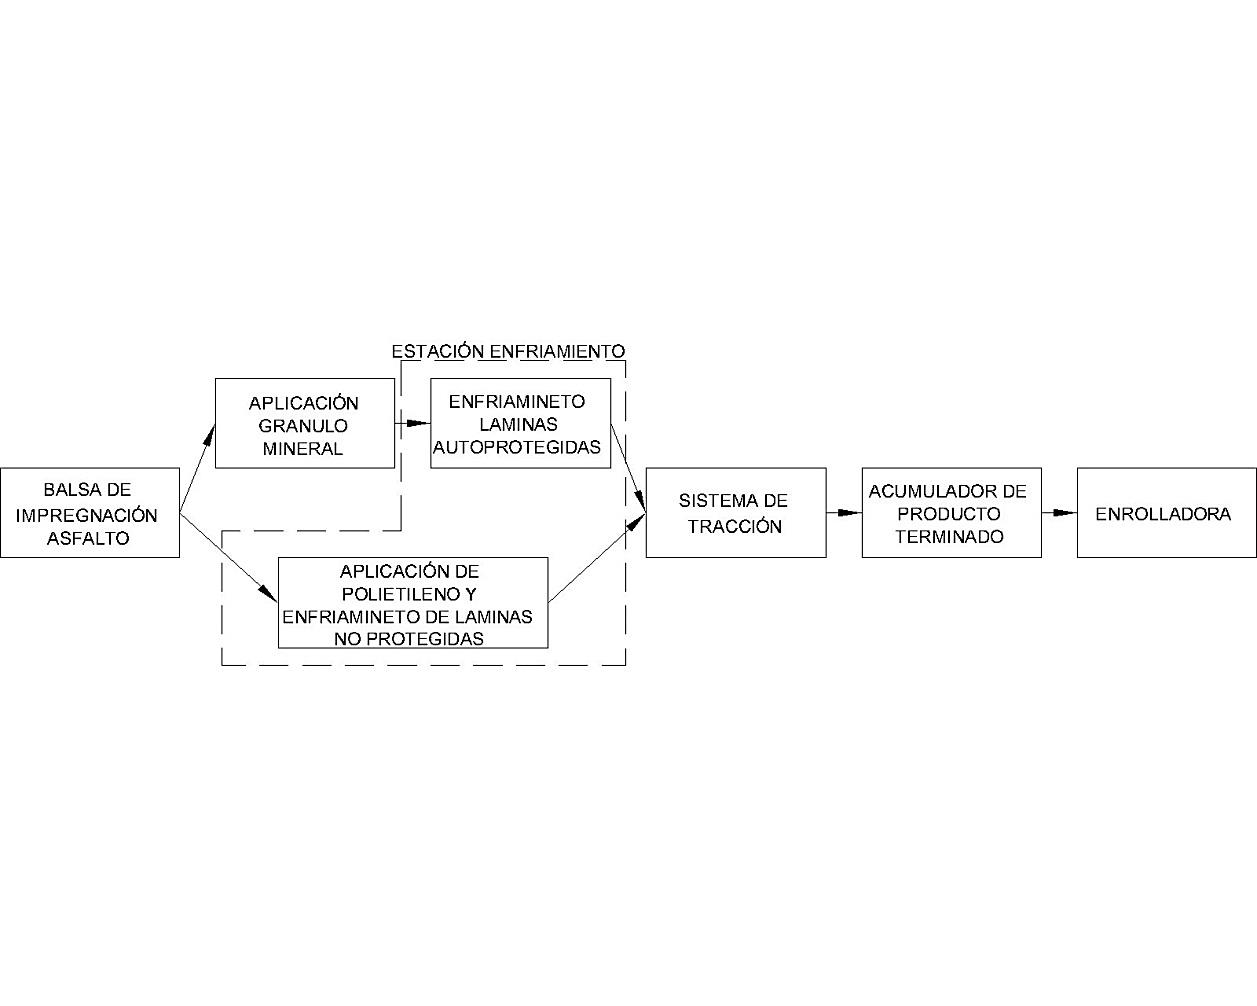 ESTACIÓN ENFRIAMIENTO
APLICACIÓN
GRANULO
MINERAL
ENFRIAMINETO
LAMINAS
AUTOPROTEGIDAS
BALSA DE
IMPREGNACIÓN
ASFALTO
APLICACIÓN DE
POLIETILENO Y
ENFRIAMINETO DE LAMINAS
NO PROTEGIDAS
SISTEMA DE
TRACCIÓN
ACUMULADOR DE
PRODUCTO
TERMINADO
ENROLLADORA